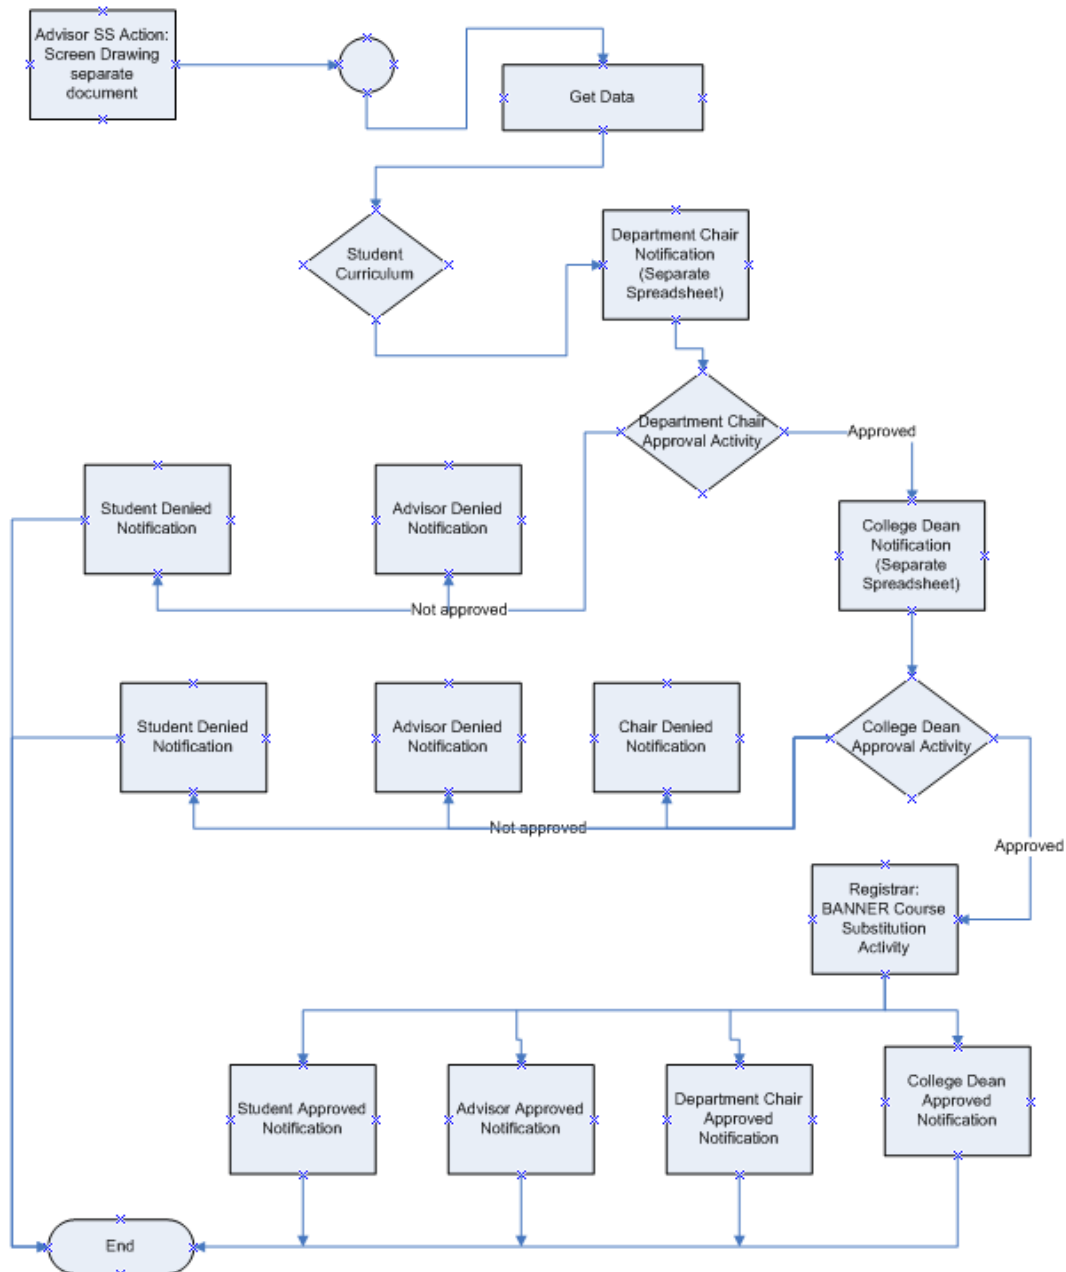 Advisor SS Action:
Screen Drawing
separate
document
Get Data
Student
Curriculum
Department Chair
Notification
(Separate
Spreadsheet)
Department Chair
Approval Activity
Approved
Student Denied
Notification
Advisor Denied
Notification
College Dean
Notification
(Separate
Spreadsheet)
Not approved
Student Denied
Notification
Advisor Denied
Notification
Chair Denied
Notification
College Dean
Approval Activity
Not approved
Approved
Registrar:
BANNER Course
Substitution
Activity
Student Approved
Notification
Advisor Approved
Notification
Department Chair
Approved
Notification
College Dean
Approved
Notification
End